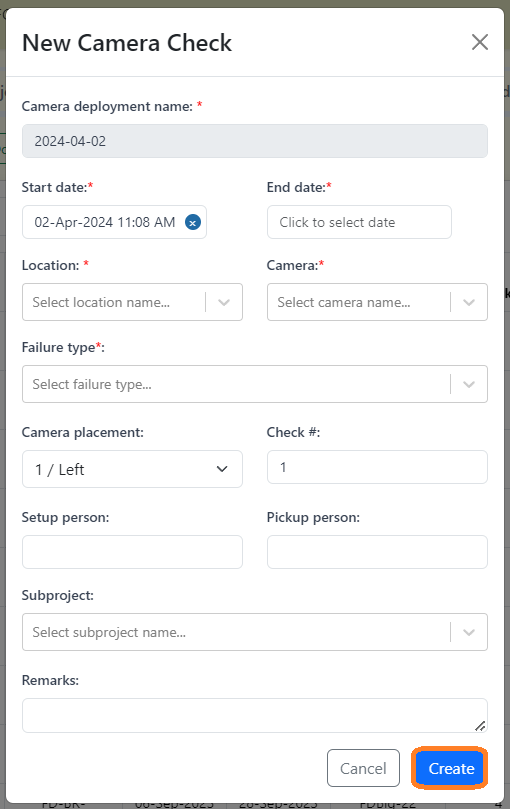 New Camera Check
Camera deployment name: *
2024-04-02
Start date:* End date:*
02-Apr-2024 11:08 AM Click to select date
Location: * Camera:*
Select location name... Select camera name...
Failure type*:
Select failure type...
Camera placement: Check #:
1 / Left 1
Setup person: Pickup person:
Subproject:
Select subproject name...
Remarks:
Cancel Create